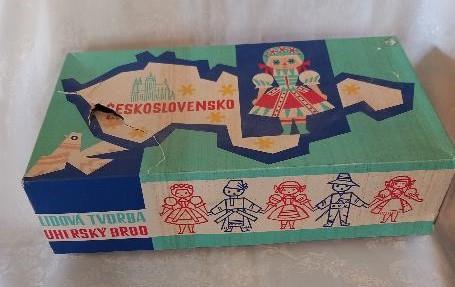 ČESKOSLOVENSKO
LIDOVÁ TVORBA
UHERSKÝ BROD